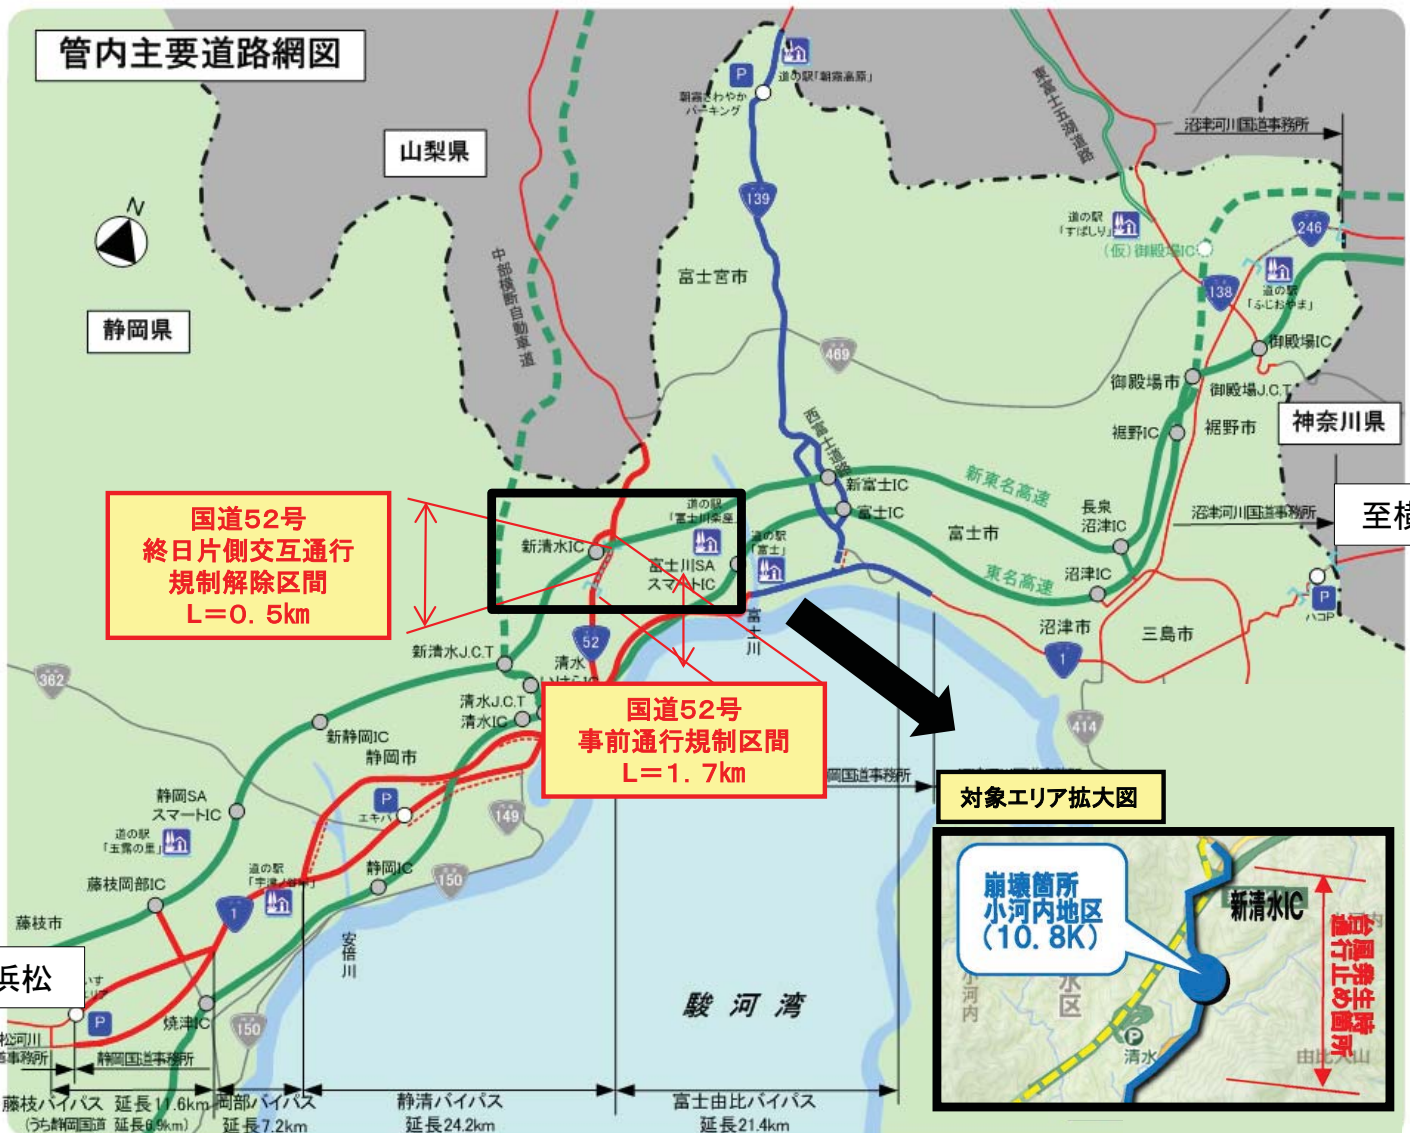 管内主要道路網図
山梨県
静岡県
神奈川県
N
P
朝霧さわやか
パーキング
道の駅「朝霧高原」
139
東富士五湖道路
沼津河川国道事務所
道の駅
「すばしり」
(仮)御殿場IC
246
138
道の駅
「ふじおやま」
御殿場IC
富士宮市
中部横断自動車道
469
御殿場市
御殿場J.C.T
裾野IC
裾野市
西富士道路
新富士IC
富士IC
新東名高速
富士市
長泉
沼津IC
沼津河川国道事務所
至横
東名高速
沼津IC
沼津市
三島市
P
1
414
国道52号
終日片側交互通行
規制解除区間
L=0.5km
新清水IC
道の駅
富士川SA
スマートIC
道の駅
「富士」
富士川
52
新清水J.C.T
清水
清水J.C.T
清水IC
国道52号
事前通行規制区間
L=1.7km
362
新静岡IC
静岡市
P
エキパ
149
静岡SA
スマートIC
道の駅
「玉露の里」
道の駅
静岡IC
150
藤枝岡部IC
1
藤枝市
安倍川
浜松
P
焼津IC
150
静岡国道事務所
岡国道事務所
対象エリア拡大図
崩壊箇所
小河内地区
(10.8K)
新清水IC
台風発生時
通行止め箇所
小河内
水区
P
清水
由比入山
駿河湾
藤枝バイパス 延長11.6km
(うち静岡国道 延長6.9km)
岡部バイパス
延長7.2km
静清バイパス
延長24.2km
富士由比バイパス
延長21.4km